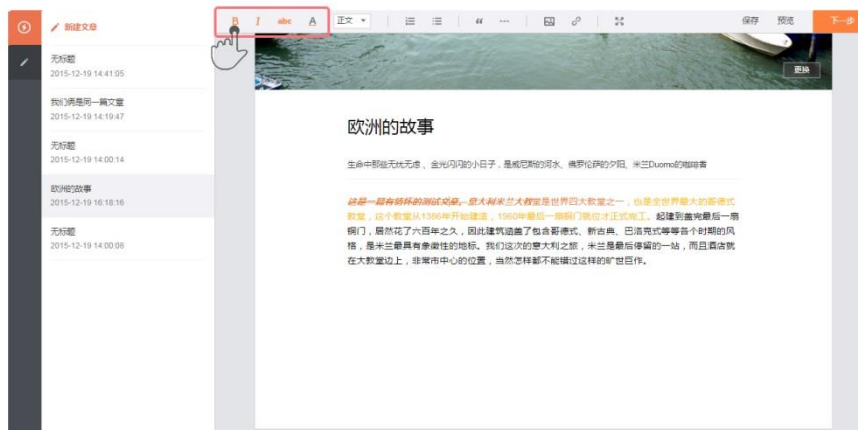 新建文章
B I abc A 正文 “ ...
保存 预览 下一步
无标题
2015-12-19 14:41:05
我们俩是同一篇文章
2015-12-19 14:19:47
无标题
2015-12-19 14:00:14
欧洲的故事
2015-12-19 16:18:16
无标题
2015-12-19 14:00:08
更换
欧洲的故事
生命中那些无忧无虑、金光闪闪的小日子，是威尼斯的河水、佛罗伦萨的夕阳、米兰Duomo的咖啡香
这是一篇有情怀的测试文章。意大利米兰大教堂是世界四大教堂之一，也是全世界最大的哥德式
教堂，这个教堂从1386年开始建造，1960年最后一扇铜门就位才正式完工。起建到盖完最后一扇
铜门，居然花了六百年之久，因此建筑涵盖了包含哥德式、新古典、巴洛克式等等各个时期的风
格，是米兰最具有象徵性的地标。我们这次的意大利之旅，米兰是最后停留的一站，而且酒店就
在大教堂边上，非常市中心的位置，当然怎样都不能错过这样的旷世巨作。